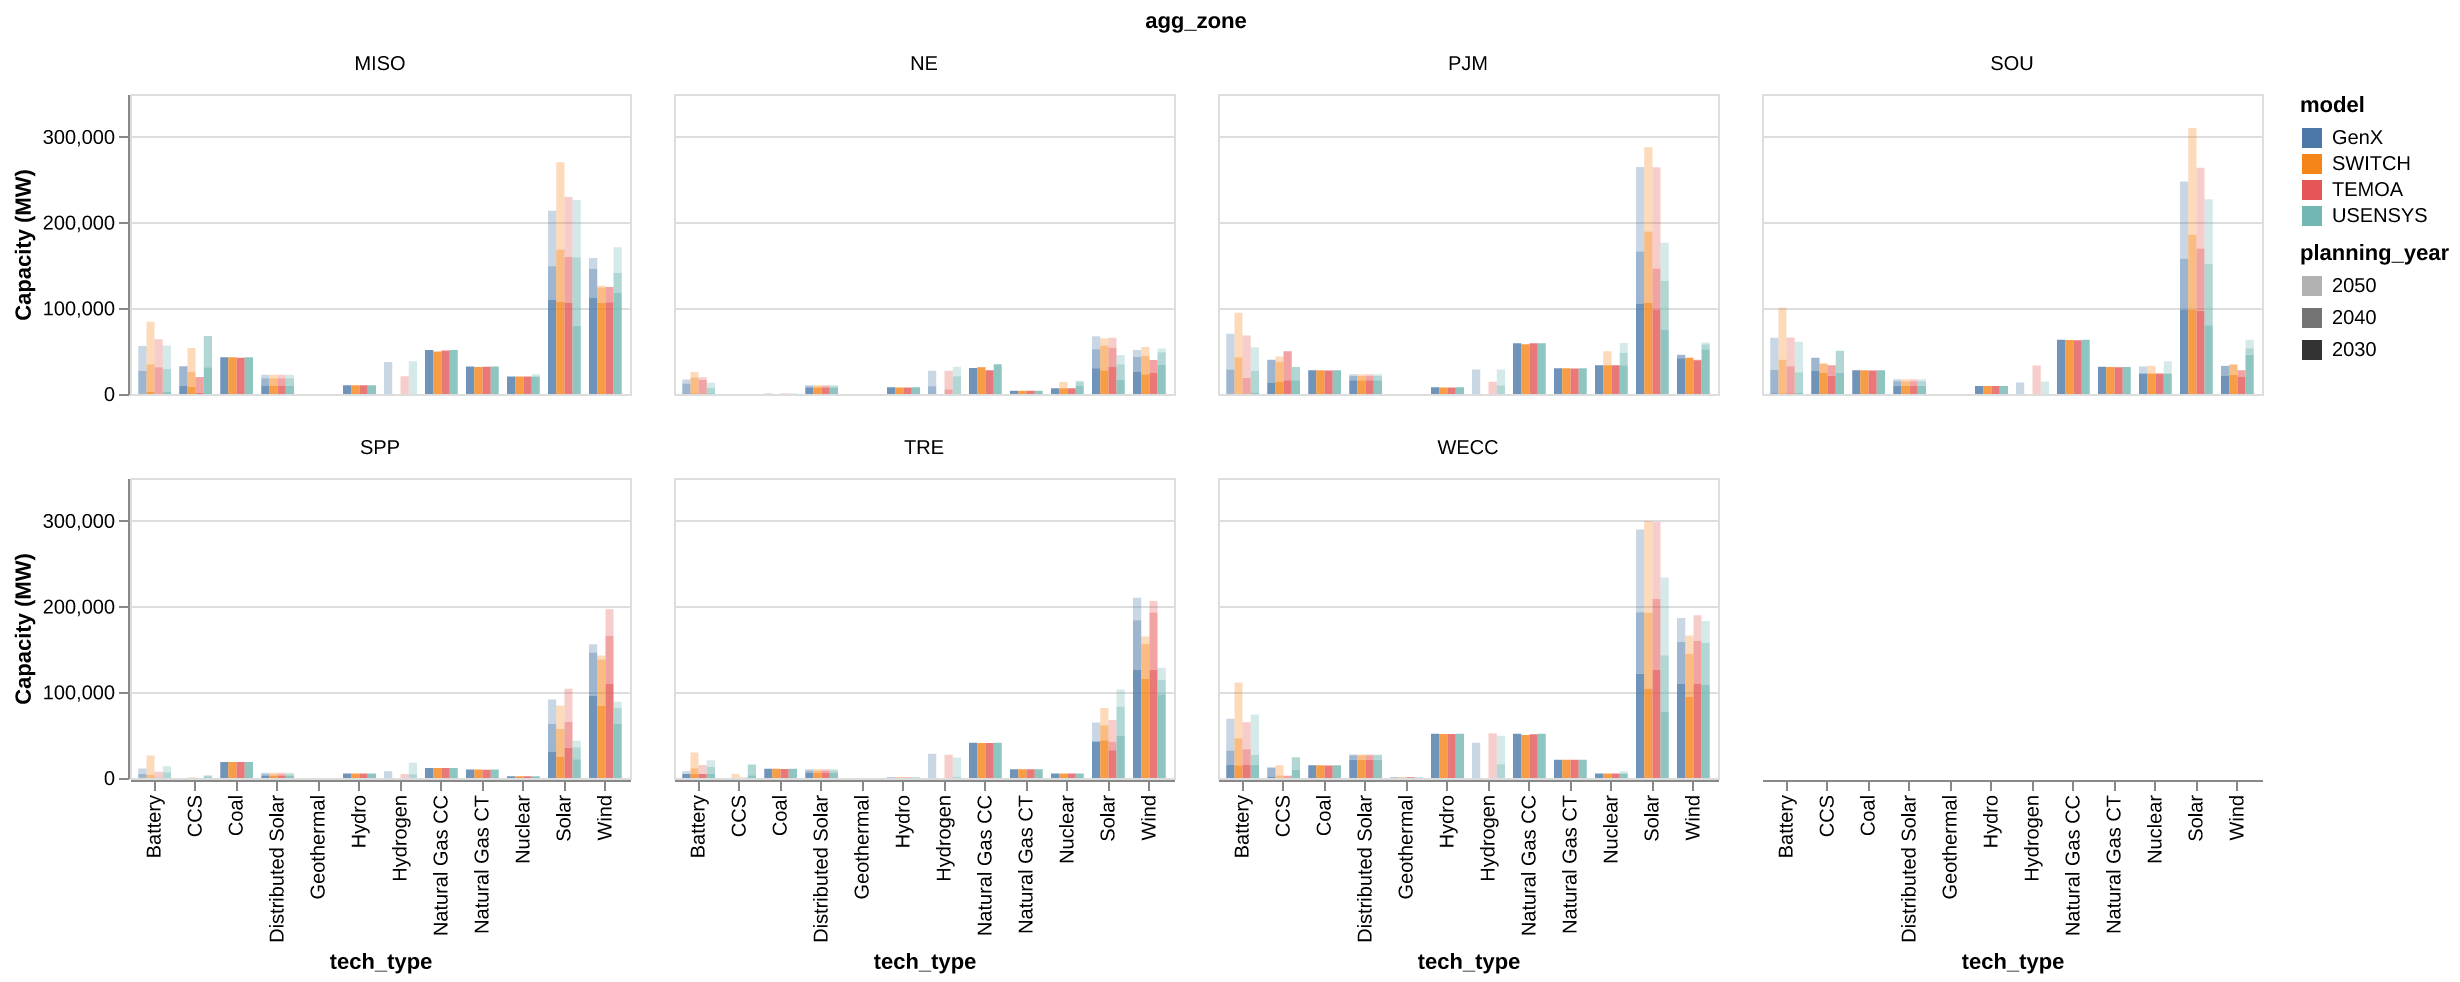 agg_zone
MISO
NE
PJM
SOU
Capacity (MW)
300,000
200,000
100,000
0
model
GenX
SWITCH
TEMOA
USENSYS
planning_year
2050
2040
2030
SPP
TRE
WECC
Capacity (MW)
300,000
200,000
100,000
0
Battery
CCS
Coal
Distributed Solar
Geothermal
Hydro
Hydrogen
Natural Gas CC
Natural Gas CT
Nuclear
Solar
Wind
tech_type
Battery
CCS
Coal
Distributed Solar
Geothermal
Hydro
Hydrogen
Natural Gas CC
Natural Gas CT
Nuclear
Solar
Wind
tech_type
Battery
CCS
Coal
Distributed Solar
Geothermal
Hydro
Hydrogen
Natural Gas CC
Natural Gas CT
Nuclear
Solar
Wind
tech_type
Battery
CCS
Coal
Distributed Solar
Geothermal
Hydro
Hydrogen
Natural Gas CC
Natural Gas CT
Nuclear
Solar
Wind
tech_type